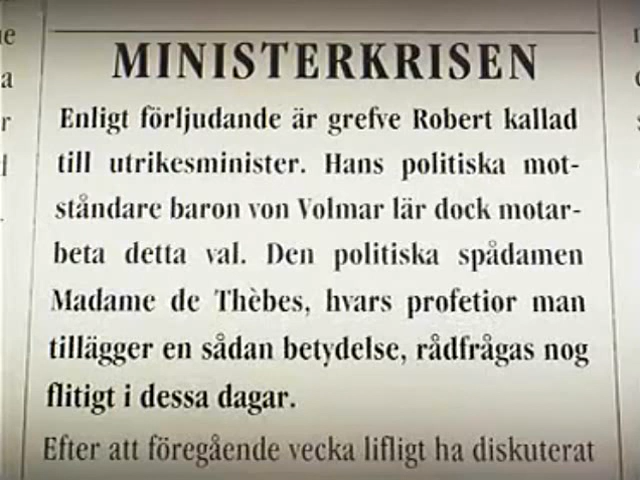 MINISTERKRISEN
Enligt förljudande är grefve Robert kallad
till utrikesminister. Hans politiska mot-
ståndare baron von Volmar lär dock motar-
beta detta val. Den politiska spådamen
Madame de Thèbes, hvars profetior man
tillägger en sådan betydelse, rådfrågas nog
flitigt i dessa dagar.
Efter att föregående vecka lifligt ha diskuterat